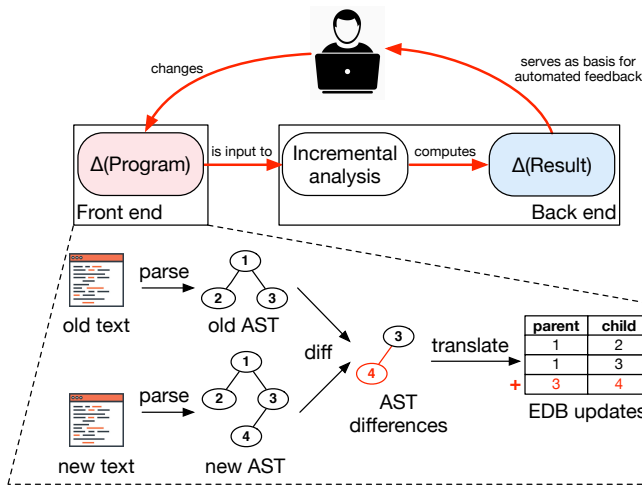 changes
serves as basis for
automated feedback
Δ(Program)
is input to
Incremental
analysis
computes
Δ(Result)
Front end
Back end
parse
1
2
3
old text
old AST
diff
3
4
translate
parent child
1 2
1 3
+ 3 4
EDB updates
AST
differences
parse
1
2
3
4
new text
new AST